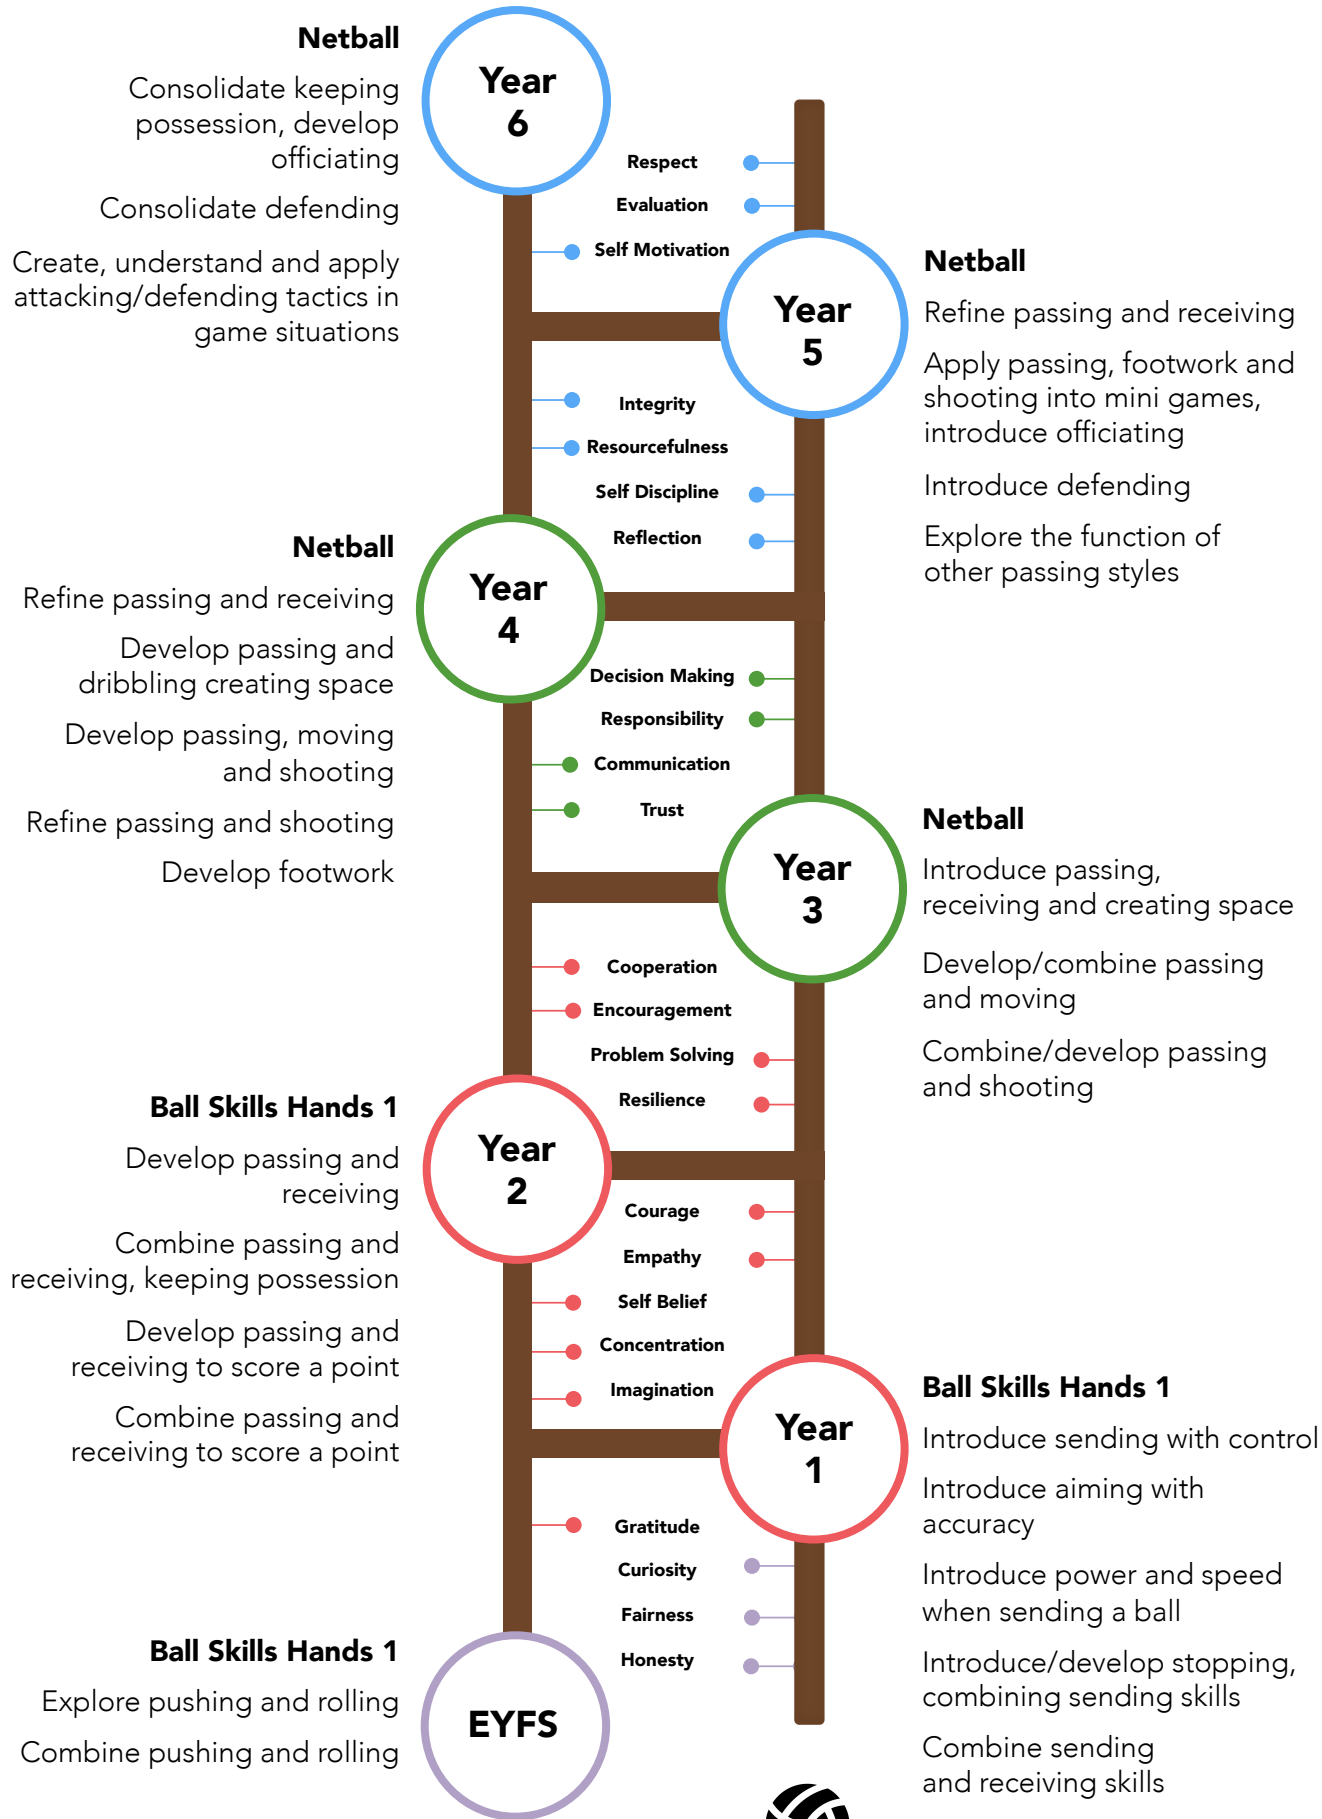 Netball
Consolidate keeping
possession, develop
officiating
Consolidate defending
Create, understand and apply
attacking/defending tactics in
game situations
Year
6
Respect
Evaluation
Self Motivation
Year
5
Netball
Refine passing and receiving
Apply passing, footwork and
shooting into mini games,
introduce officiating
Introduce defending
Explore the function of
other passing styles
Integrity
Resourcefulness
Self Discipline
Reflection
Netball
Refine passing and receiving
Develop passing and
dribbling creating space
Develop passing, moving
and shooting
Refine passing and shooting
Develop footwork
Year
4
Decision Making
Responsibility
Communication
Trust
Year
3
Netball
Introduce passing,
receiving and creating space
Develop/combine passing
and moving
Combine/develop passing
and shooting
Cooperation
Encouragement
Problem Solving
Resilience
Ball Skills Hands 1
Develop passing and
receiving
Combine passing and
receiving, keeping possession
Develop passing and
receiving to score a point
Combine passing and
receiving to score a point
Year
2
Courage
Empathy
Self Belief
Concentration
Imagination
Year
1
Ball Skills Hands 1
Introduce sending with control
Introduce aiming with
accuracy
Introduce power and speed
when sending a ball
Introduce/develop stopping,
combining sending skills
Combine sending
and receiving skills
Gratitude
Curiosity
Fairness
Honesty
Ball Skills Hands 1
Explore pushing and rolling
Combine pushing and rolling
EYFS